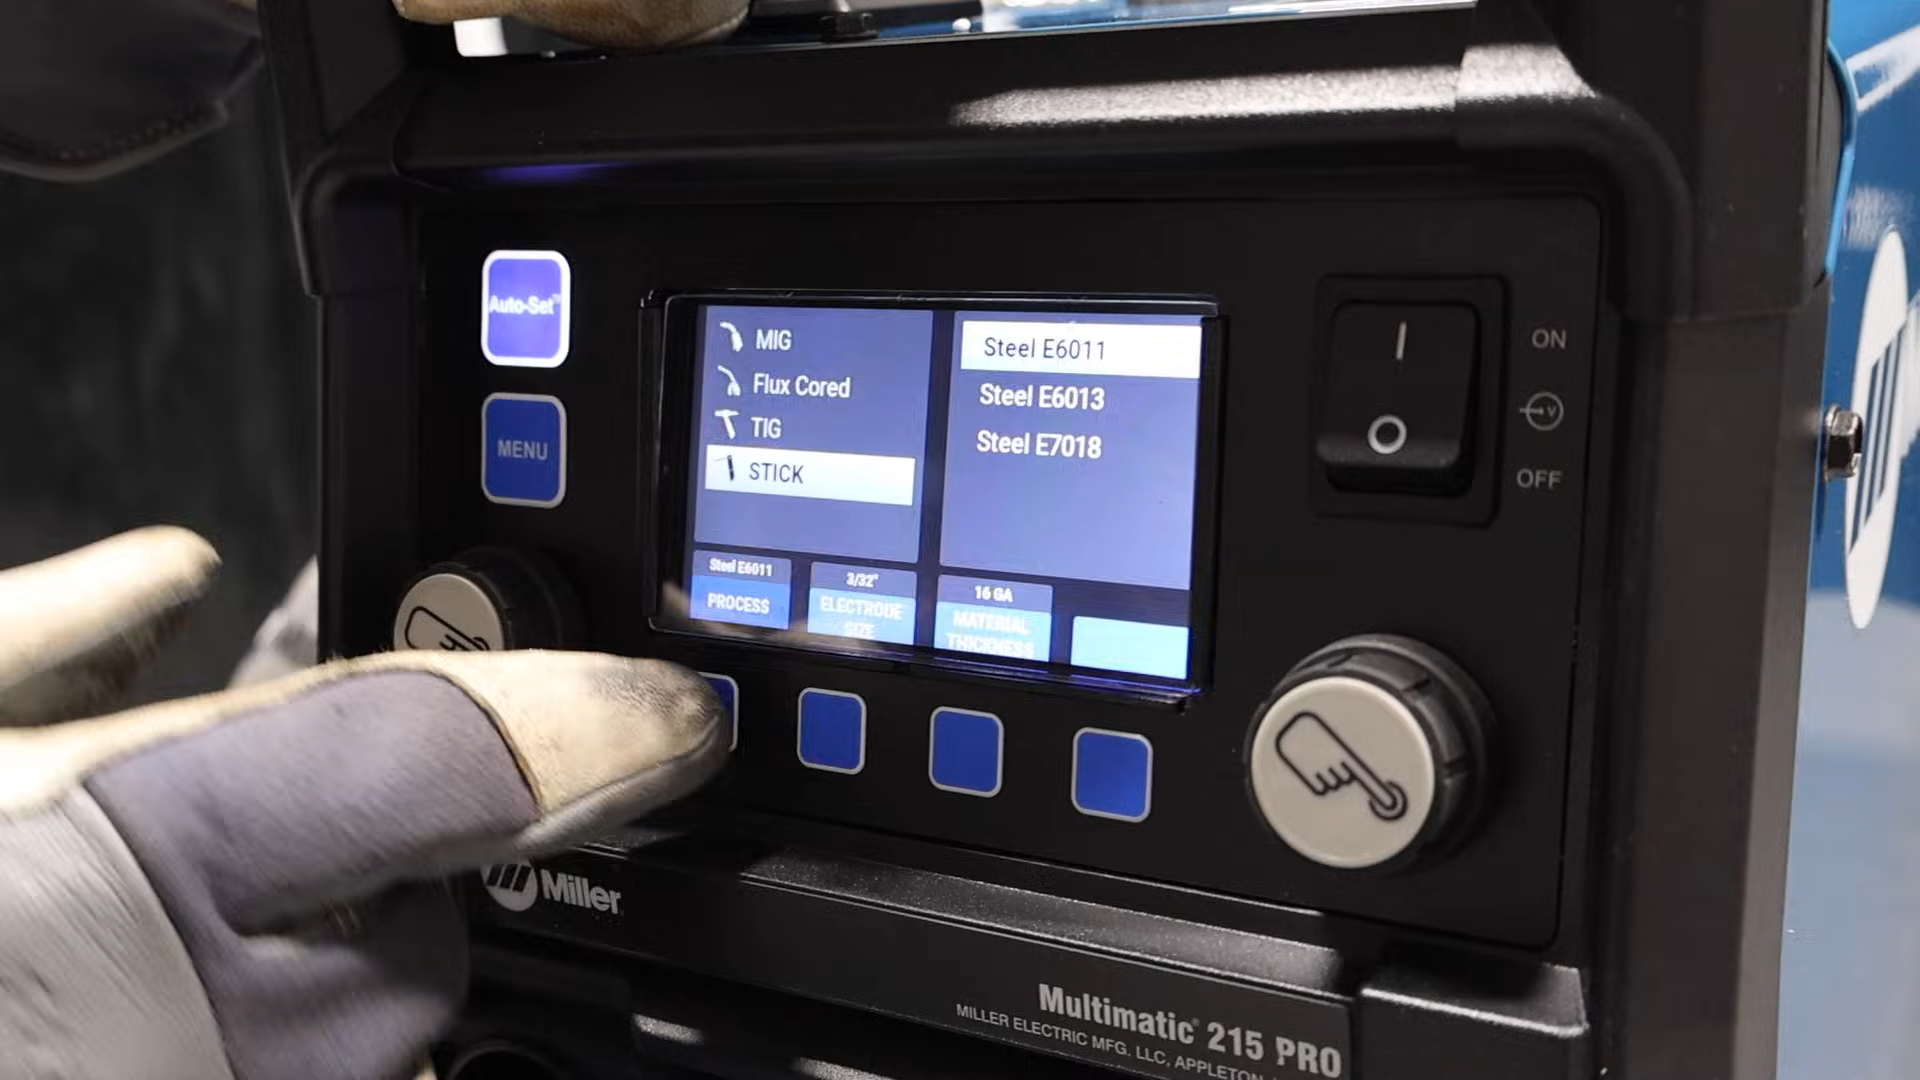 Auto-Set™
MENU
MIG
Flux Cored
TIG
STICK
Steel E6011
Steel E6013
Steel E7018
Steel E6011
PROCESS
3/32"
ELECTRODE
SIZE
16 GA
MATERIAL
THICKNESS
ON
V
OFF
Miller
Multimatic® 215 PRO
MILLER ELECTRIC MFG. LLC, APPLETON,